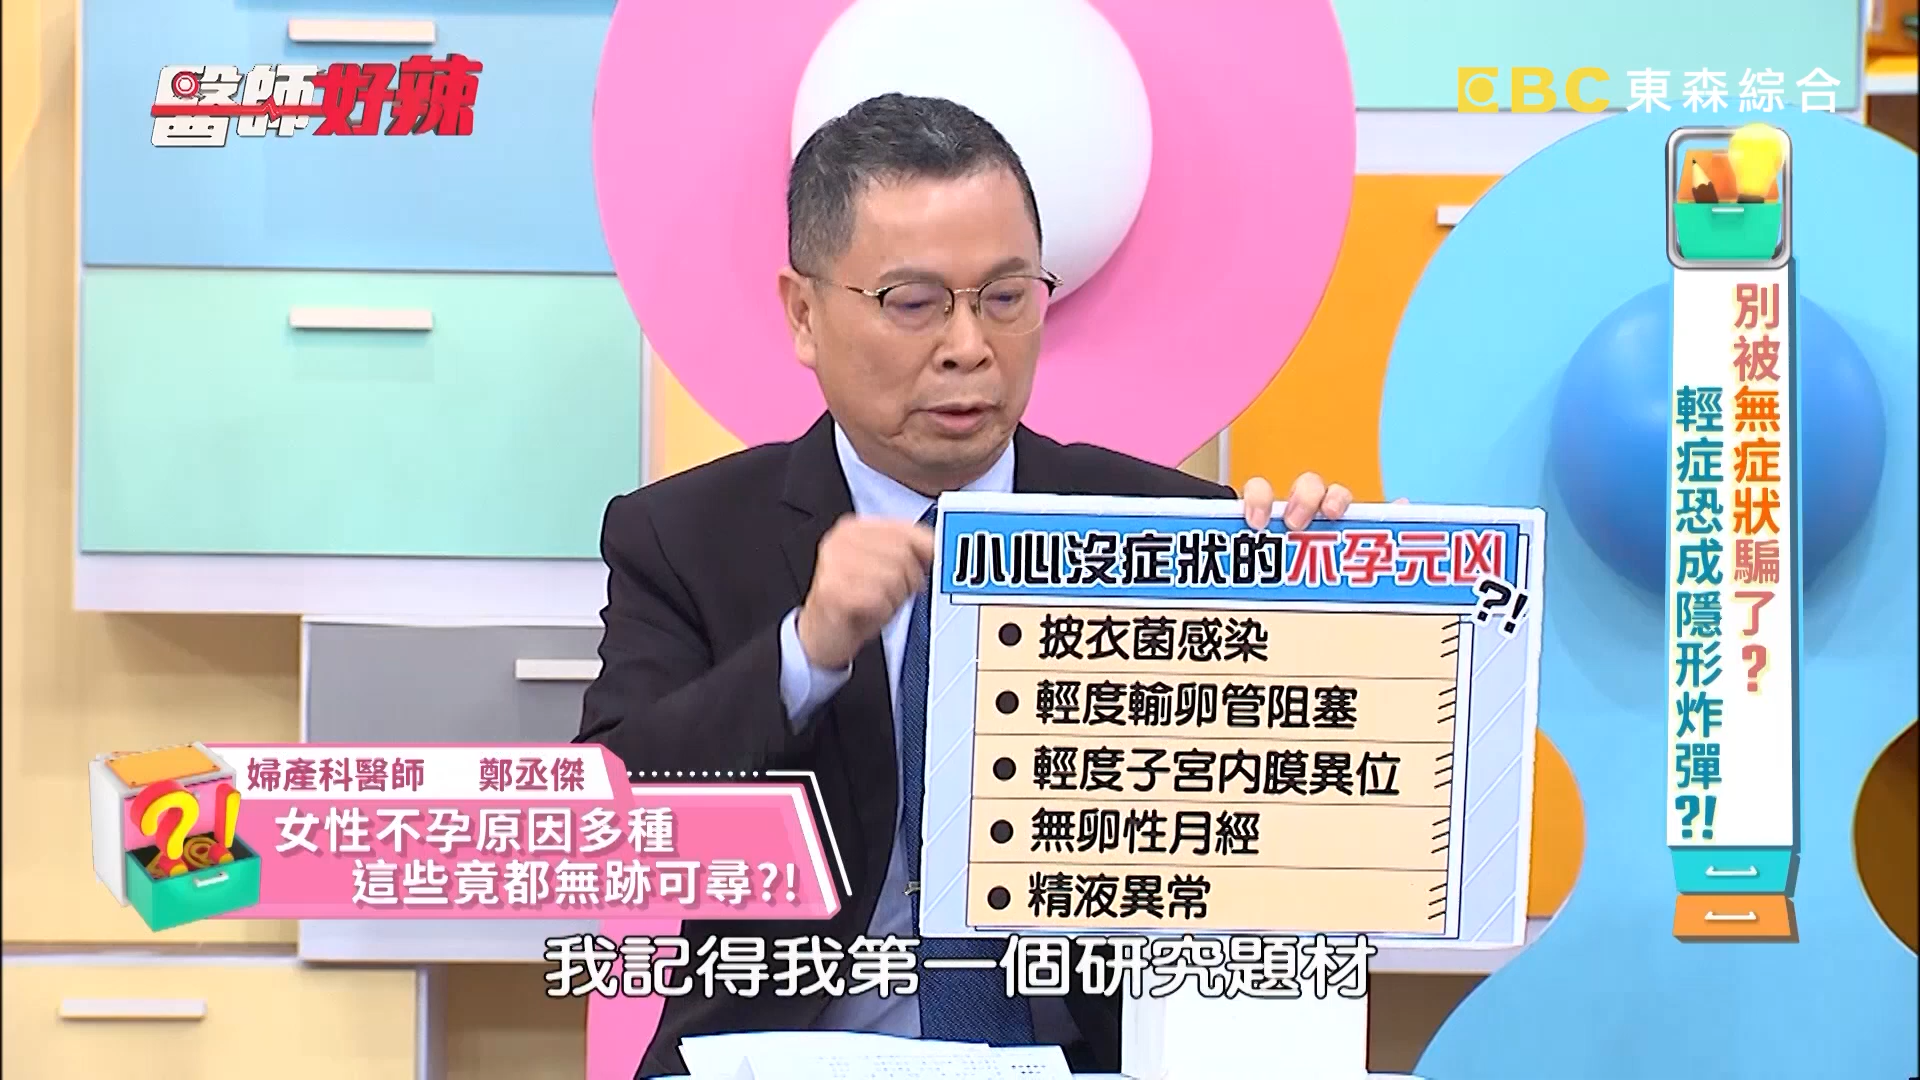 醫師好辣
EBC 東森綜合
別被無症狀騙了?
輕症恐成隱形炸彈?!
小心沒症狀的不孕元凶?!
● 披衣菌感染
● 輕度輸卵管阻塞
● 輕度子宮內膜異位
● 無卵性月經
● 精液異常
?!
婦產科醫師 鄭丞傑
女性不孕原因多種
這些竟都無跡可尋?!
我記得我第一個研究題材